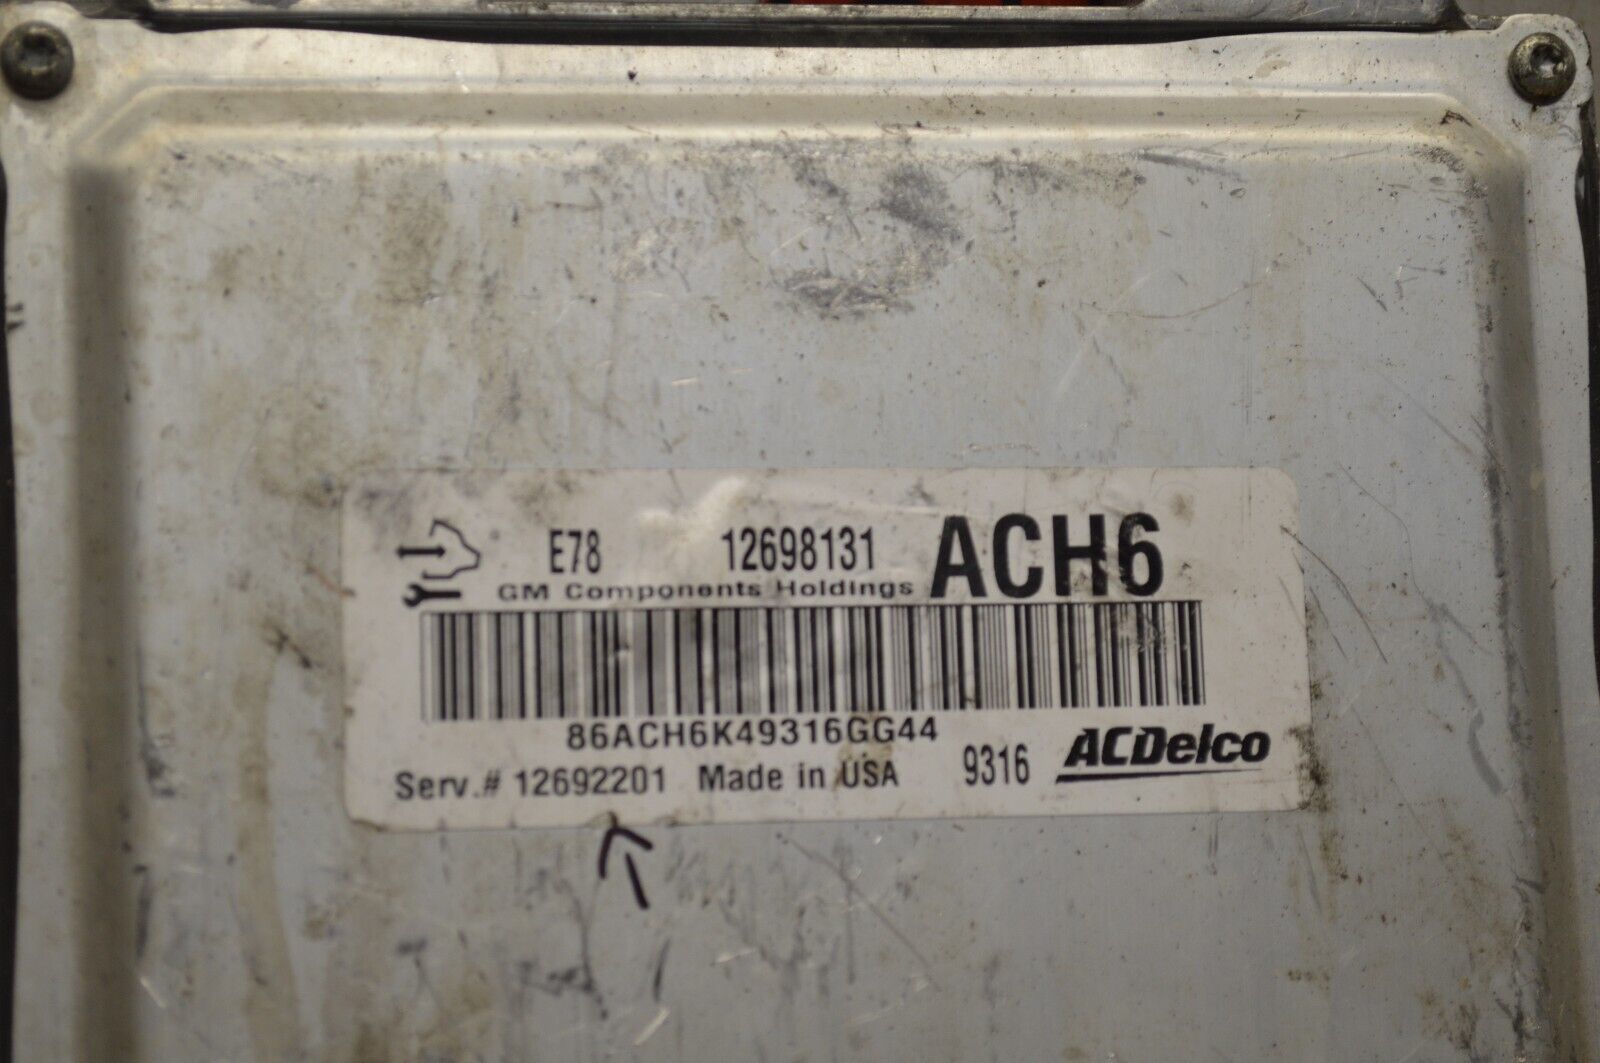 E78 12698131 ACH6
GM Components Holdings
86ACH6K49316GG44
Serv.# 12692201 Made in USA 9316 ACDelco